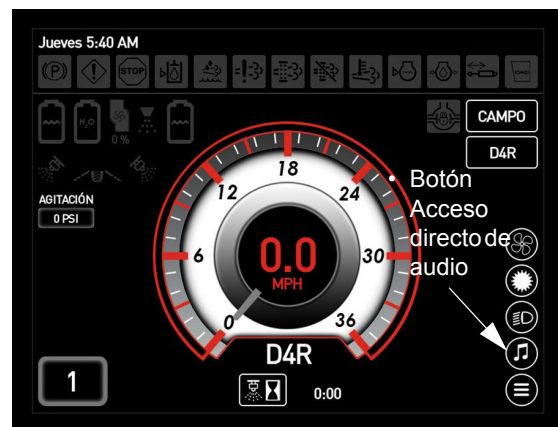 Jueves 5:40 AM
(P)
STOP
H₂O
0 %
CAMPO
D4R
AGITACIÓN
0 PSI
• Botón
Acceso
directo de
audio
0
6
12
18
24
30
36
0.0
MPH
D4R
1
0:00